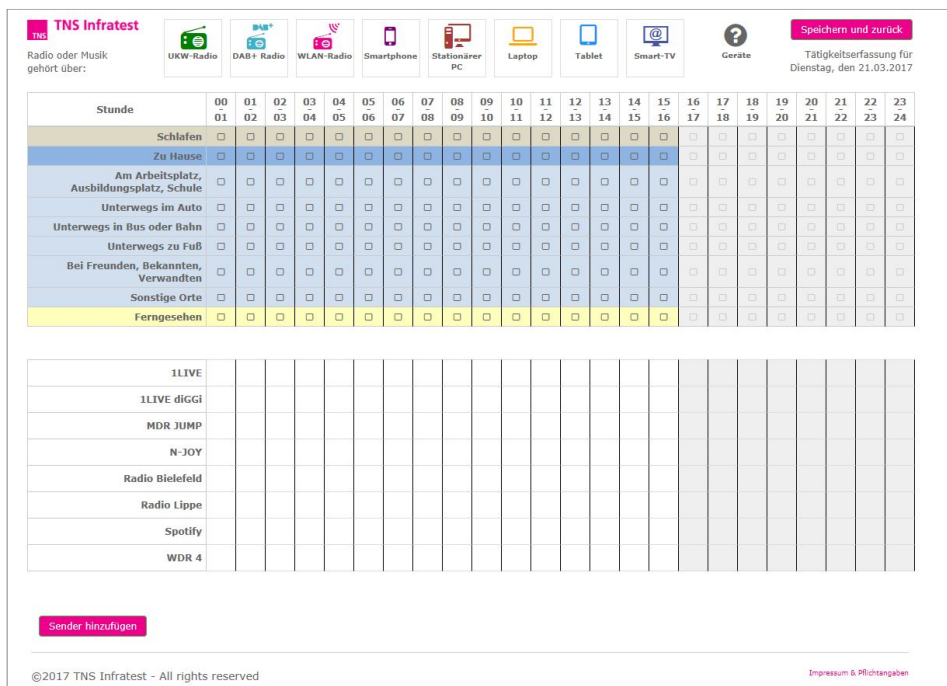 TNS TNS Infratest
Radio oder Musik
gehört über:
UKW-Radio
DAB+
DAB+ Radio
WLAN-Radio
Smartphone
Stationärer
PC
Laptop
Tablet
@
Smart-TV
?
Geräte
Speichern und zurück
Tätigkeitserfassung für
Dienstag, den 21.03.2017
Stunde 00 - 01 01 - 02 02 - 03 03 - 04 04 - 05 05 - 06 06 - 07 07 - 08 08 - 09 09 - 10 10 - 11 11 - 12 12 - 13 13 - 14 14 - 15 15 - 16 16 - 17 17 - 18 18 - 19 19 - 20 20 - 21 21 - 22 22 - 23 23 - 24
Schlafen
Zu Hause
Am Arbeitsplatz,
Ausbildungsplatz, Schule
Unterwegs im Auto
Unterwegs in Bus oder Bahn
Unterwegs zu Fuß
Bei Freunden, Bekannten,
Verwandten
Sonstige Orte
Ferngesehen
1LIVE
1LIVE diGGi
MDR JUMP
N-JOY
Radio Bielefeld
Radio Lippe
Spotify
WDR 4
Sender hinzufügen
©2017 TNS Infratest - All rights reserved
Impressum & Pflichtangaben